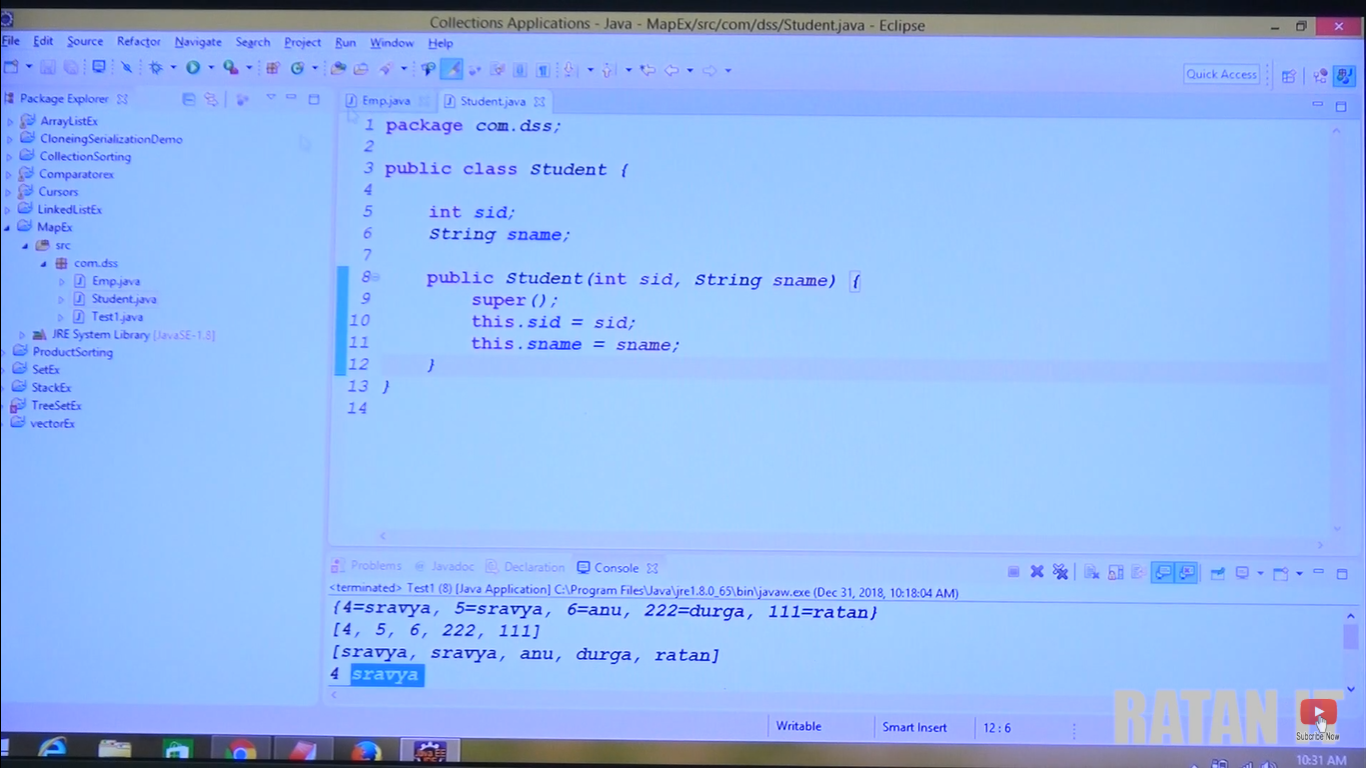 Collections Applications - Java - MapEx/src/com/dss/Student.java - Eclipse
File Edit Source Refactor Navigate Search Project Run Window Help
Quick Access
Package Explorer
ArrayListEx
CloneingSerializationDemo
CollectionSorting
Comparatorex
Cursors
LinkedListEx
MapEx
src
com.dss
Emp.java
Student.java
Test1.java
JRE System Library [JavaSE-1.8]
ProductSorting
SetEx
StackEx
TreeSetEx
vectorEx
Emp.java Student.java
1 package com.dss;
2
3 public class Student {
4
5 int sid;
6 String sname;
7
8 public Student(int sid, String sname) {
9 super();
10 this.sid = sid;
11 this.sname = sname;
12 }
13 }
14
Problems Javadoc Declaration Console
<terminated> Test1 (8) [Java Application] C:\Program Files\Java\jre1.8.0_65\bin\javaw.exe (Dec 31, 2018, 10:18:04 AM)
{4=sravya, 5=sravya, 6=anu, 222=durga, 111=ratan}
[4, 5, 6, 222, 111]
[sravya, sravya, anu, durga, ratan]
4 sravya
Writable Smart Insert 12:6
RATAN IT
Subcribe Now
10:31 AM